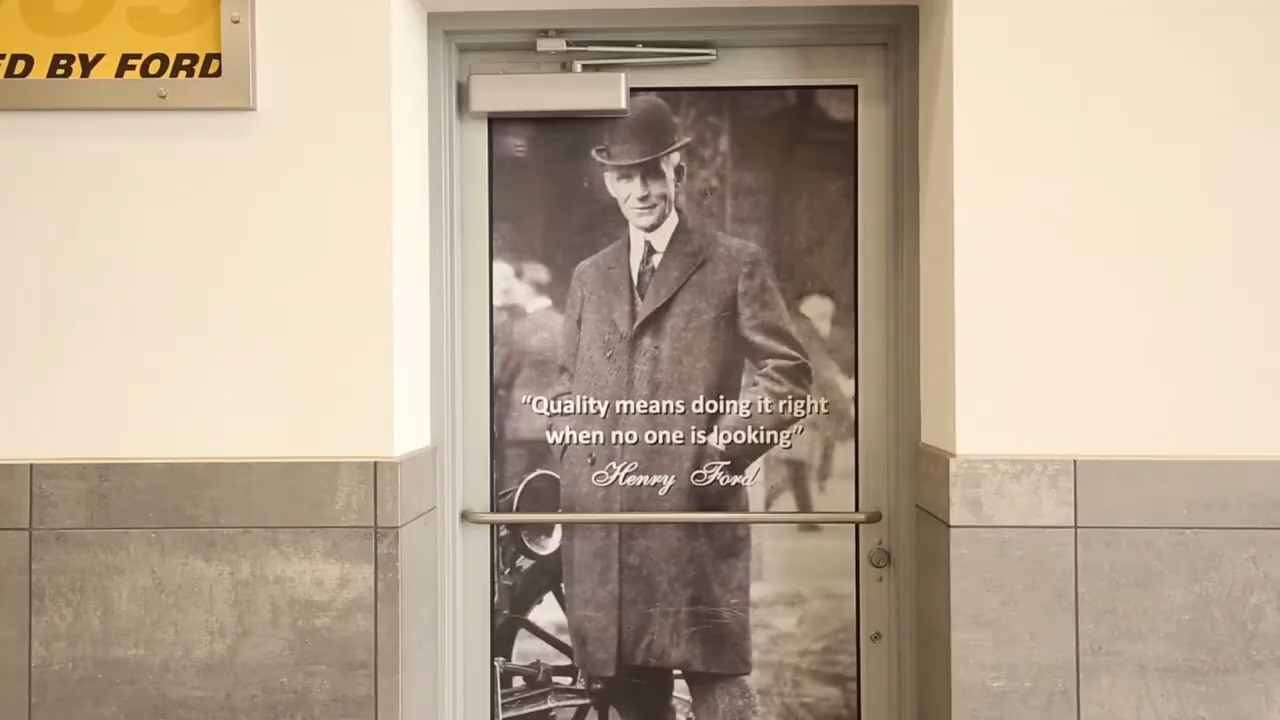 ED BY FORD
“Quality means doing it right
when no one is looking”
Henry Ford